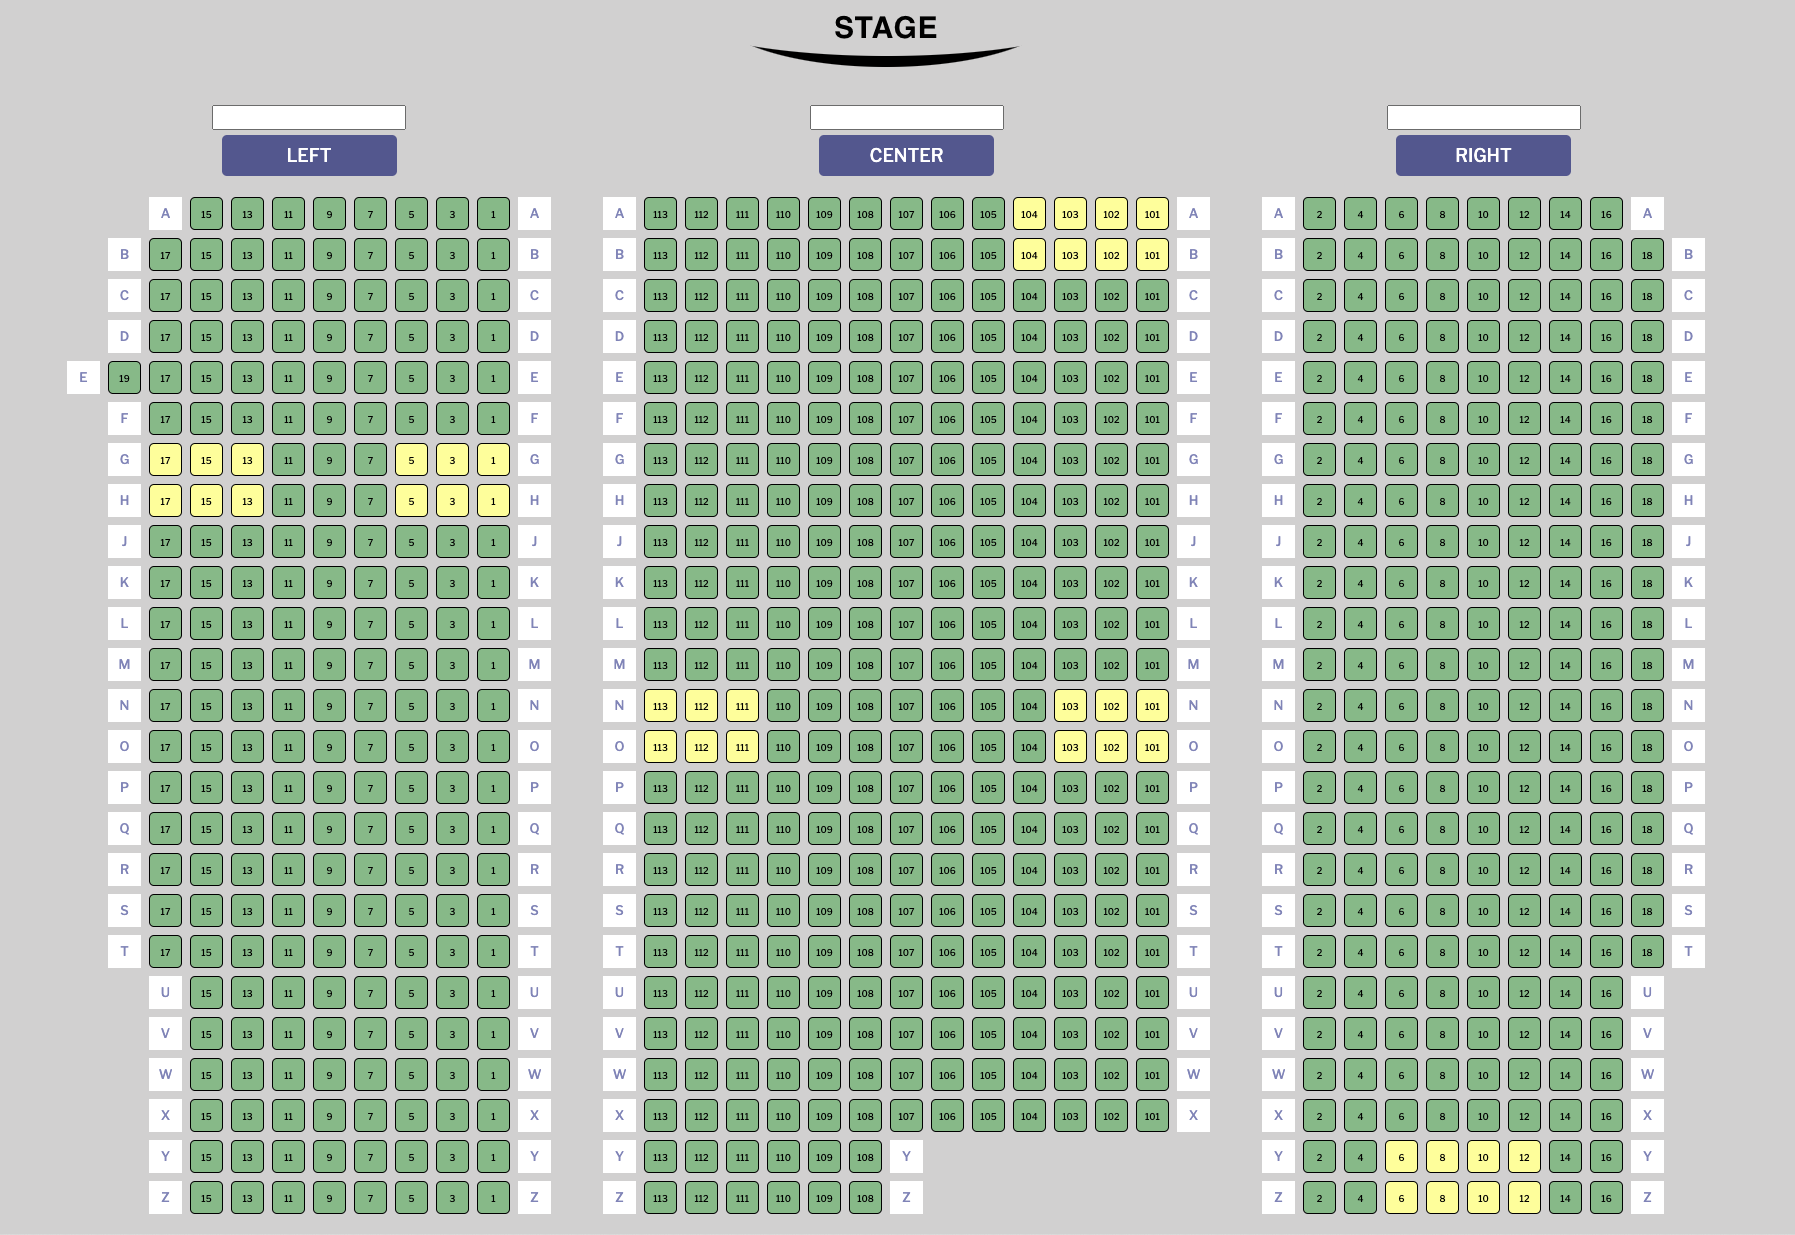 STAGE
LEFT CENTER RIGHT
A 15 13 11 9 7 5 3 1 A A 113 112 111 110 109 108 107 106 105 104 103 102 101 A A 2 4 6 8 10 12 14 16 A
B 17 15 13 11 9 7 5 3 1 B B 113 112 111 110 109 108 107 106 105 104 103 102 101 B B 2 4 6 8 10 12 14 16 18 B
C 17 15 13 11 9 7 5 3 1 C C 113 112 111 110 109 108 107 106 105 104 103 102 101 C C 2 4 6 8 10 12 14 16 18 C
D 17 15 13 11 9 7 5 3 1 D D 113 112 111 110 109 108 107 106 105 104 103 102 101 D D 2 4 6 8 10 12 14 16 18 D
E 19 17 15 13 11 9 7 5 3 1 E E 113 112 111 110 109 108 107 106 105 104 103 102 101 E E 2 4 6 8 10 12 14 16 18 E
F 17 15 13 11 9 7 5 3 1 F F 113 112 111 110 109 108 107 106 105 104 103 102 101 F F 2 4 6 8 10 12 14 16 18 F
G 17 15 13 11 9 7 5 3 1 G G 113 112 111 110 109 108 107 106 105 104 103 102 101 G G 2 4 6 8 10 12 14 16 18 G
H 17 15 13 11 9 7 5 3 1 H H 113 112 111 110 109 108 107 106 105 104 103 102 101 H H 2 4 6 8 10 12 14 16 18 H
J 17 15 13 11 9 7 5 3 1 J J 113 112 111 110 109 108 107 106 105 104 103 102 101 J J 2 4 6 8 10 12 14 16 18 J
K 17 15 13 11 9 7 5 3 1 K K 113 112 111 110 109 108 107 106 105 104 103 102 101 K K 2 4 6 8 10 12 14 16 18 K
L 17 15 13 11 9 7 5 3 1 L L 113 112 111 110 109 108 107 106 105 104 103 102 101 L L 2 4 6 8 10 12 14 16 18 L
M 17 15 13 11 9 7 5 3 1 M M 113 112 111 110 109 108 107 106 105 104 103 102 101 M M 2 4 6 8 10 12 14 16 18 M
N 17 15 13 11 9 7 5 3 1 N N 113 112 111 110 109 108 107 106 105 104 103 102 101 N N 2 4 6 8 10 12 14 16 18 N
O 17 15 13 11 9 7 5 3 1 O O 113 112 111 110 109 108 107 106 105 104 103 102 101 O O 2 4 6 8 10 12 14 16 18 O
P 17 15 13 11 9 7 5 3 1 P P 113 112 111 110 109 108 107 106 105 104 103 102 101 P P 2 4 6 8 10 12 14 16 18 P
Q 17 15 13 11 9 7 5 3 1 Q Q 113 112 111 110 109 108 107 106 105 104 103 102 101 Q Q 2 4 6 8 10 12 14 16 18 Q
R 17 15 13 11 9 7 5 3 1 R R 113 112 111 110 109 108 107 106 105 104 103 102 101 R R 2 4 6 8 10 12 14 16 18 R
S 17 15 13 11 9 7 5 3 1 S S 113 112 111 110 109 108 107 106 105 104 103 102 101 S S 2 4 6 8 10 12 14 16 18 S
T 17 15 13 11 9 7 5 3 1 T T 113 112 111 110 109 108 107 106 105 104 103 102 101 T T 2 4 6 8 10 12 14 16 18 T
U 15 13 11 9 7 5 3 1 U U 113 112 111 110 109 108 107 106 105 104 103 102 101 U U 2 4 6 8 10 12 14 16 U
V 15 13 11 9 7 5 3 1 V V 113 112 111 110 109 108 107 106 105 104 103 102 101 V V 2 4 6 8 10 12 14 16 V
W 15 13 11 9 7 5 3 1 W W 113 112 111 110 109 108 107 106 105 104 103 102 101 W W 2 4 6 8 10 12 14 16 W
X 15 13 11 9 7 5 3 1 X X 113 112 111 110 109 108 107 106 105 104 103 102 101 X X 2 4 6 8 10 12 14 16 X
Y 15 13 11 9 7 5 3 1 Y Y 113 112 111 110 109 108 Y Y 2 4 6 8 10 12 14 16 Y
Z 15 13 11 9 7 5 3 1 Z Z 113 112 111 110 109 108 Z Z 2 4 6 8 10 12 14 16 Z